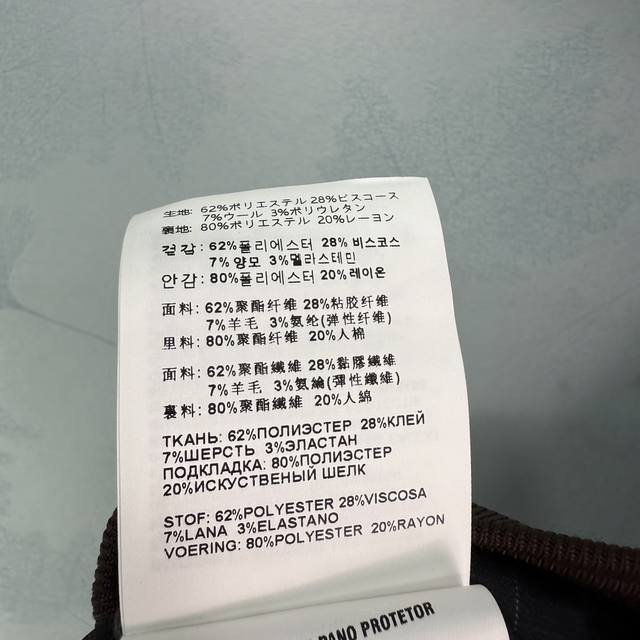 生地: 62%ポリエステル 28%ビスコース
7%ウール 3%ポリウレタン
裏地: 80%ポリエステル 20%レーヨン
겉감: 62%폴리에스터 28% 비스코스
7% 양모 3%엘라스테민
안감: 80%폴리에스터 20%레이온
面料: 62%聚酯纤维 28%粘胶纤维
7%羊毛 3%氨纶(弹性纤维)
里料: 80%聚酯纤维 20%人棉
面料: 62%聚酯纖維 28%黏膠纖維
7%羊毛 3%氨綸(彈性纖維)
裏料: 80%聚酯纖維 20%人綿
ТКАНЬ: 62%ПОЛИЭСТЕР 28%КЛЕЙ
7%ШЕРСТЬ 3%ЭЛАСТАН
ПОДКЛАДКА: 80%ПОЛИЭСТЕР
20%ИСКУСТВЕНЫЙ ШЕЛК
STOF: 62%POLYESTER 28%VISCOSA
7%LANA 3%ELASTANO
VOERING: 80%POLYESTER 20%RAYON
PANO PROTETOR